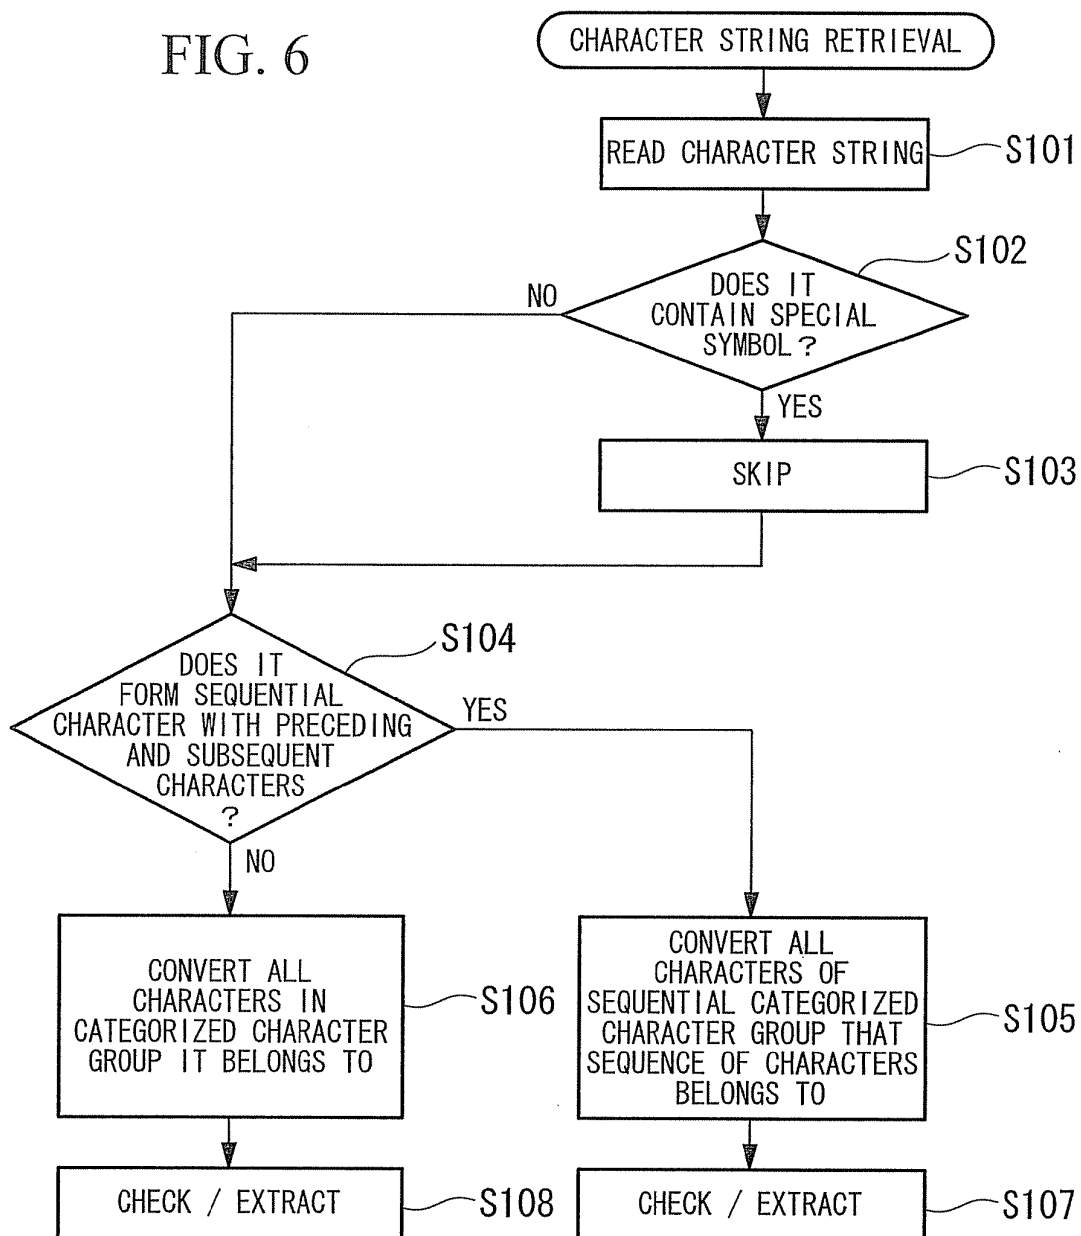 FIG. 6
CHARACTER STRING RETRIEVAL
READ CHARACTER STRING
S101
S102
DOES IT
CONTAIN SPECIAL
SYMBOL?
NO
YES
SKIP
S103
S104
DOES IT
FORM SEQUENTIAL
CHARACTER WITH PRECEDING
AND SUBSEQUENT
CHARACTERS
?
YES
NO
CONVERT ALL
CHARACTERS IN
CATEGORIZED CHARACTER
GROUP IT BELONGS TO
S106
CONVERT ALL
CHARACTERS OF
SEQUENTIAL CATEGORIZED
CHARACTER GROUP THAT
SEQUENCE OF CHARACTERS
BELONGS TO
S105
CHECK / EXTRACT
S108
CHECK / EXTRACT
S107